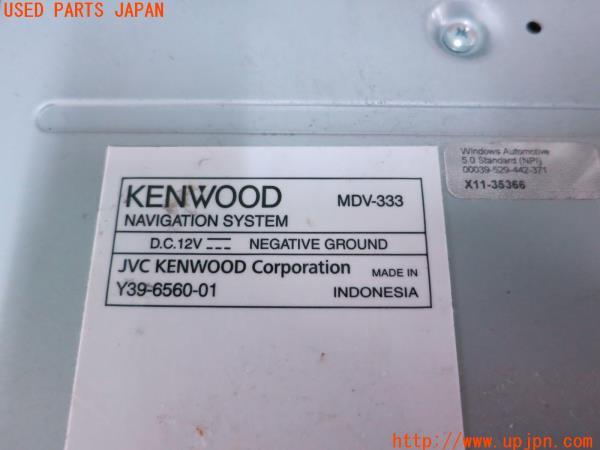 USED PARTS JAPAN
Windows Automotive
5.0 Standard (NPI)
00039-529-442-371
X11-35366
KENWOOD MDV-333
NAVIGATION SYSTEM
D.C.12V NEGATIVE GROUND
JVC KENWOOD Corporation MADE IN
Y39-6560-01 INDONESIA
http://www.upjpn.com/